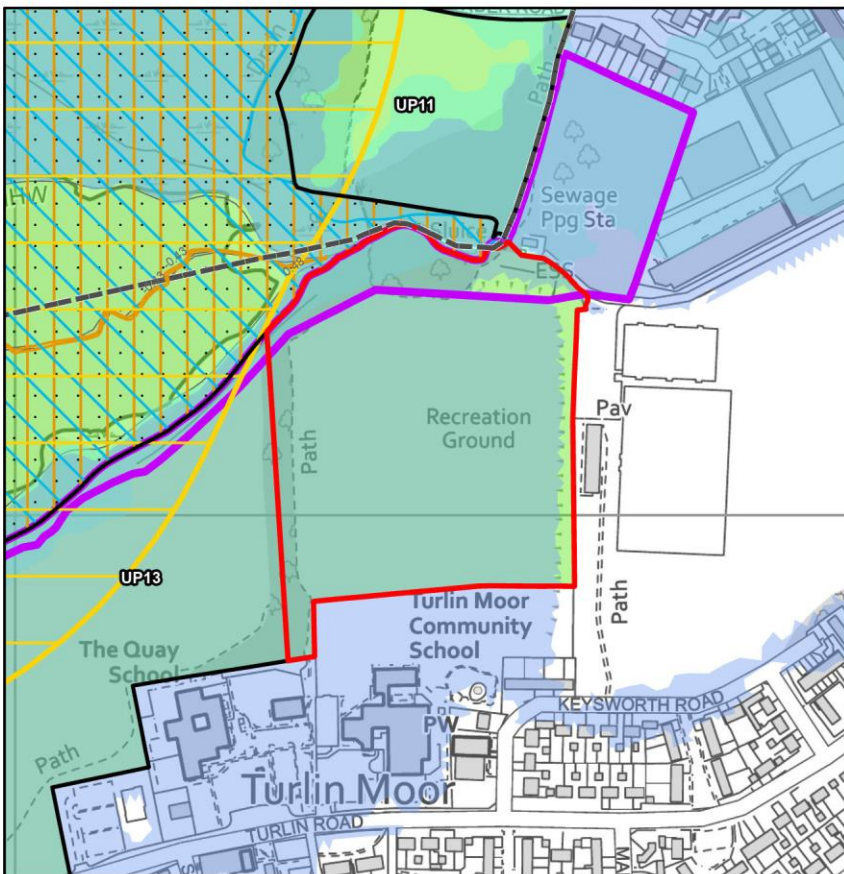 UP11
Path
Drain
Sewage
Ppg Sta
Sluice
ESS
Recreation
Ground
Pav
Path
Path
UP13
The Quay
School
Turlin Moor
Community
School
KEYSWORTH ROAD
PW
Path
Turlin Moor
TURLIN ROAD